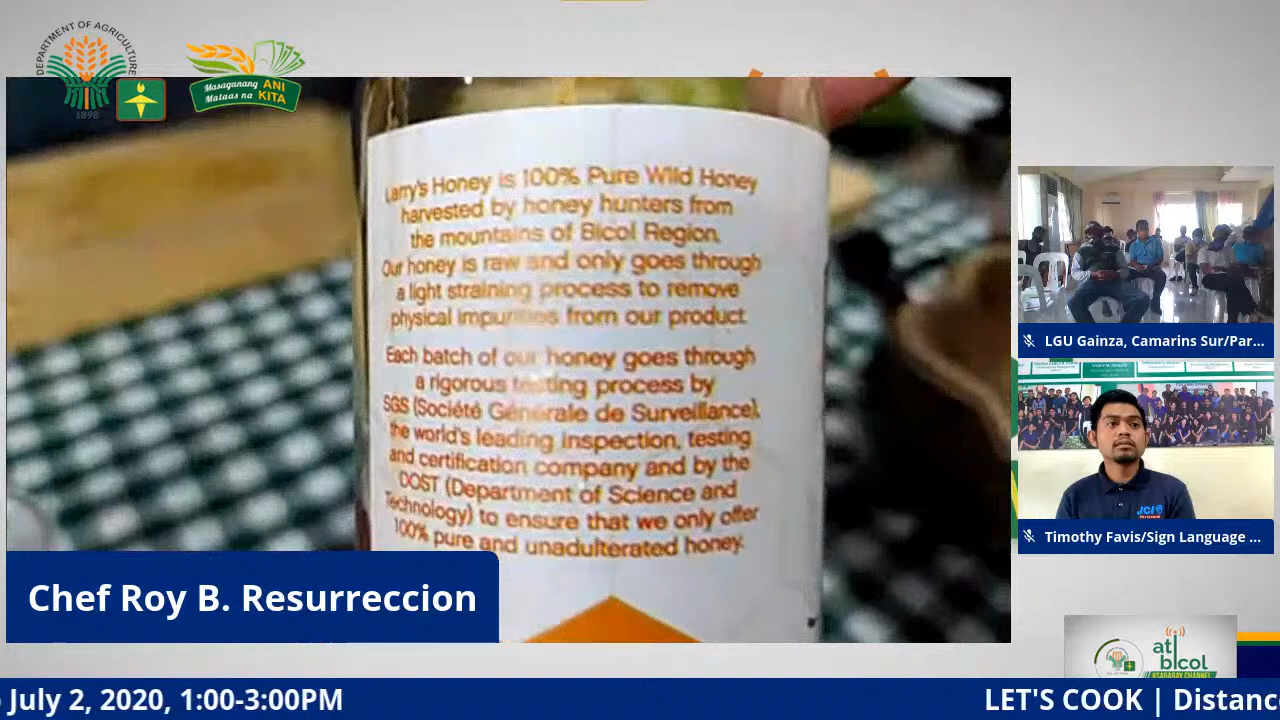 DEPARTMENT OF AGRICULTURE
1898
Masaganang ANI
Mataas na KITA
Larry's Honey is 100% Pure Wild Honey
harvested by honey hunters from
the mountains of Bicol Region.
Our honey is raw and only goes through
a light straining process to remove
physical impurities from our product.
Each batch of our honey goes through
a rigorous testing process by
SGS (Société Générale de Surveillance),
the world's leading inspection, testing
and certification company and by the
DOST (Department of Science and
Technology) to ensure that we only offer
100% pure and unadulterated honey.
Chef Roy B. Resurreccion
LGU Gainza, Camarins Sur/Par...
JCI
Timothy Favis/Sign Language ...
ati
bicol
July 2, 2020, 1:00-3:00PM
LET'S COOK | Distanc